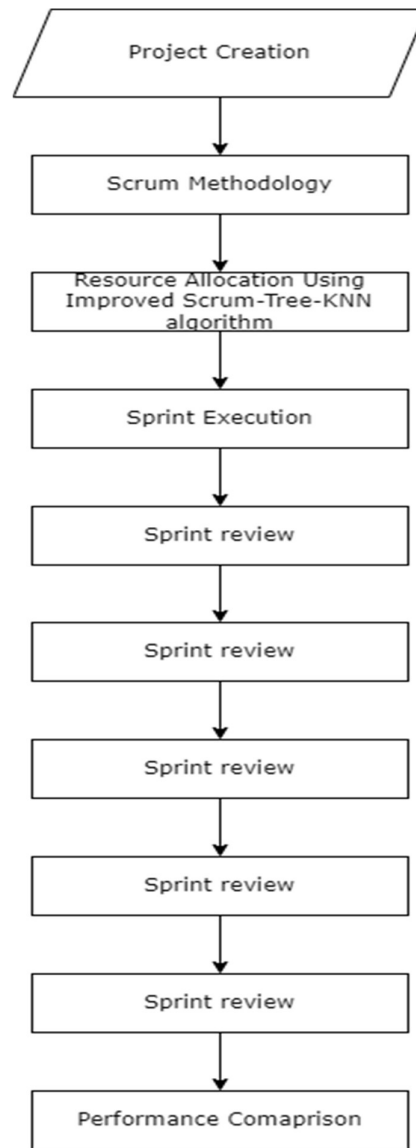 Project Creation
Scrum Methodology
Resource Allocation Using
Improved Scrum-Tree-KNN
algorithm
Sprint Execution
Sprint review
Sprint review
Sprint review
Sprint review
Sprint review
Performance Comaprison